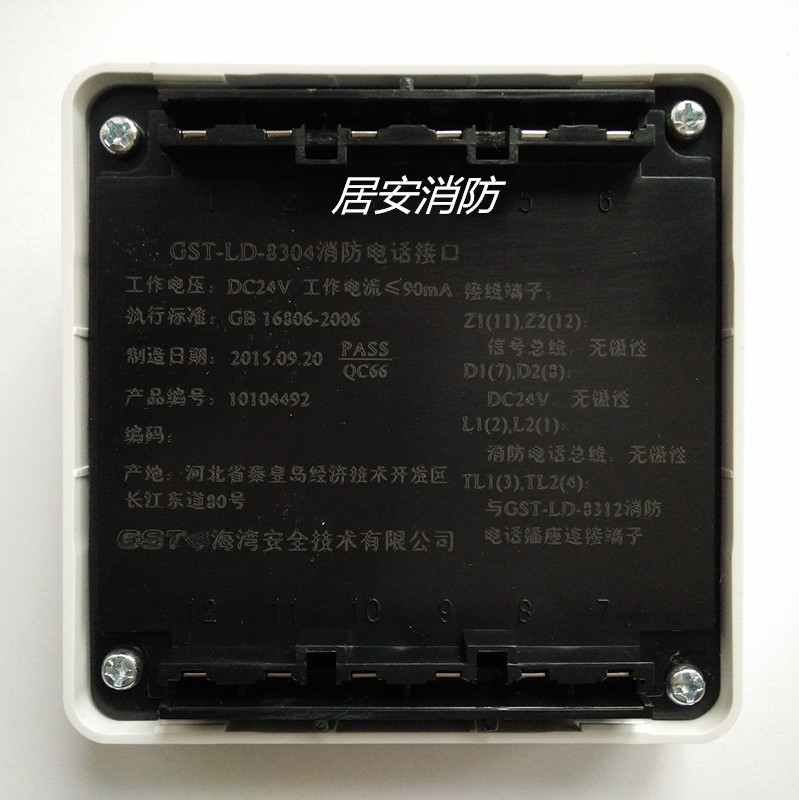 1 2 5 6
居安消防
GST-LD-8304消防电话接口
工作电压：DC24V 工作电流≤90mA
执行标准：GB 16806-2006
制造日期：2015.09.20 PASS
QC66
产品编号：10104492
编码：
产地：河北省秦皇岛经济技术开发区
长江东道80号
GST 海湾安全技术有限公司
接线端子：
Z1(11),Z2(12)：
信号总线，无极性
D1(7),D2(8)：
DC24V，无极性
L1(2),L2(1)：
消防电话总线，无极性
TL1(3),TL2(4)：
与GST-LD-8312消防
电话插座连接端子
12 11 10 9 8 7